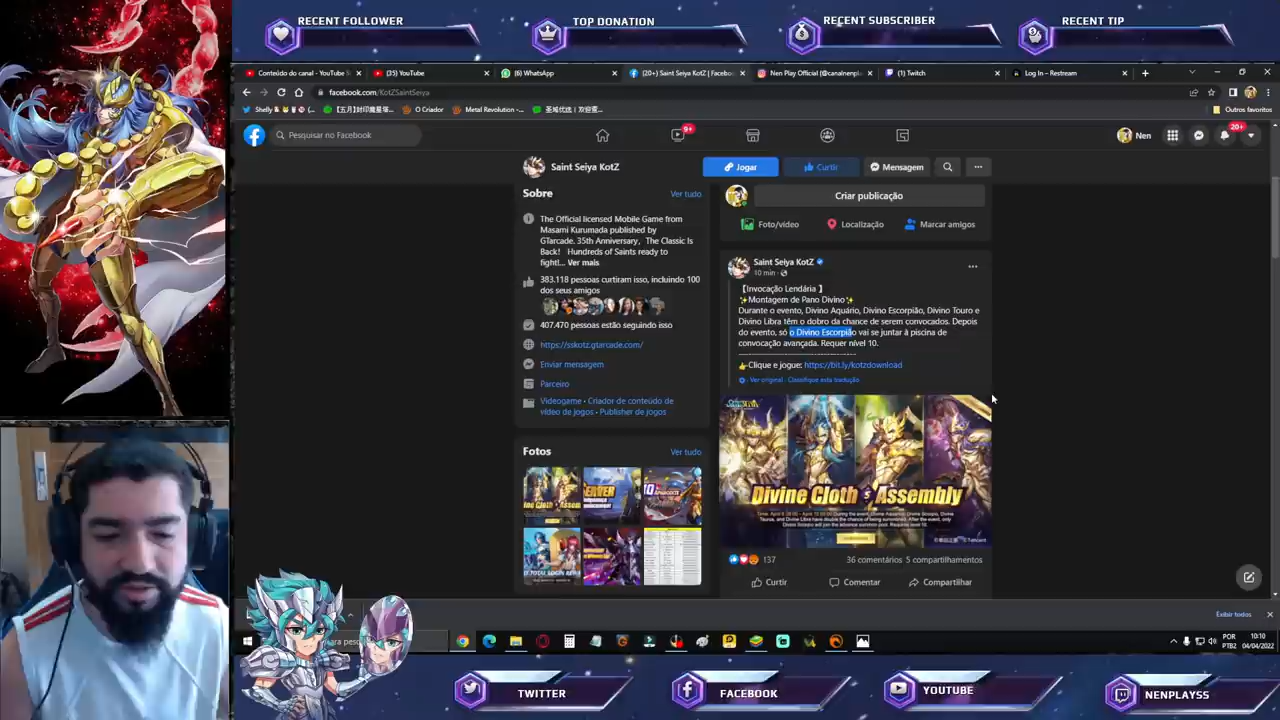 RECENT FOLLOWER
TOP DONATION
RECENT SUBSCRIBER
RECENT TIP
Conteúdo do canal - YouTube S
(35) YouTube
(6) WhatsApp
(20+) Saint Seiya KotZ | Facebo
Nen Play Official (@canalnenpl
(1) Twitch
Log In – Restream
facebook.com/KotZSaintSeiya
O Criador
Metal Revolution -...
Outros favoritos
Pesquisar no Facebook
9+
Nen
20+
Saint Seiya KotZ
Jogar
Curtir
Mensagem
Sobre
Ver tudo
The Official licensed Mobile Game from
Masami Kurumada published by
GTarcade. 35th Anniversary，The Classic Is
Back! Hundreds of Saints ready to
fight!... Ver mais
383.118 pessoas curtiram isso, incluindo 100
dos seus amigos
407.470 pessoas estão seguindo isso
https://sskotz.gtarcade.com/
Enviar mensagem
Parceiro
Videogame · Criador de conteúdo de
vídeo de jogos · Publisher de jogos
Fotos
Ver tudo
Criar publicação
Foto/vídeo
Localização
Marcar amigos
Saint Seiya KotZ
10 min ·
【Invocação Lendária 】
✨Montagem de Pano Divino✨
Durante o evento, Divino Aquário, Divino Escorpião, Divino Touro e
Divino Libra têm o dobro da chance de serem convocados. Depois
do evento, só o Divino Escorpião vai se juntar à piscina de
convocação avançada. Requer nível 10.
👉Clique e jogue: https://bit.ly/kotzdownload
Ver original · Classifique esta tradução
Divine Cloth Assembly
137
36 comentários 5 compartilhamentos
Curtir
Comentar
Compartilhar
Exibir todos
POR
PTB2
10:10
04/04/2022
TWITTER
FACEBOOK
YOUTUBE
NENPLAYSS